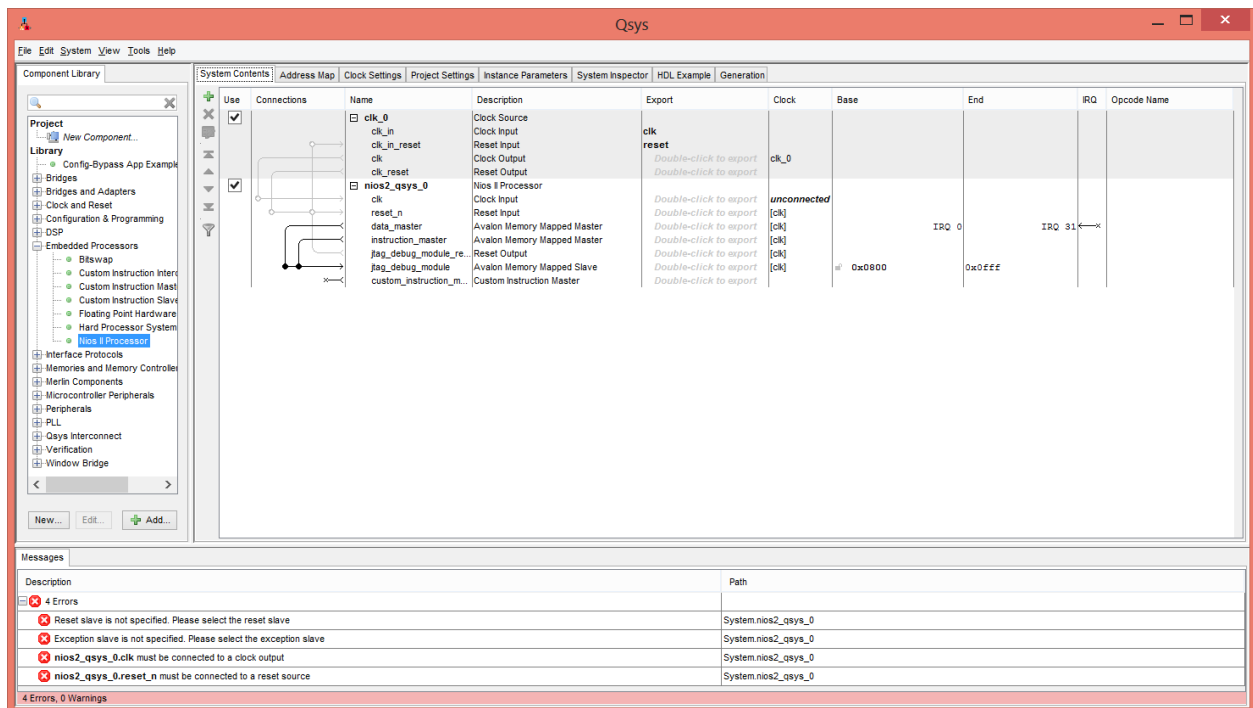 Qsys
File Edit System View Tools Help
Component Library
System Contents Address Map Clock Settings Project Settings Instance Parameters System Inspector HDL Example Generation
Use Connections Name Description Export Clock Base End IRQ Opcode Name
Project
New Component...
Library
Config-Bypass App Example
Bridges
Bridges and Adapters
Clock and Reset
Configuration & Programming
DSP
Embedded Processors
Bitswap
Custom Instruction Interc
Custom Instruction Mast
Custom Instruction Slave
Floating Point Hardware
Hard Processor System
Nios II Processor
Interface Protocols
Memories and Memory Controller
Merlin Components
Microcontroller Peripherals
Peripherals
PLL
Qsys Interconnect
Verification
Window Bridge
New... Edit... Add...
clk_0 Clock Source
clk_in Clock Input clk
clk_in_reset Reset Input reset
clk Clock Output Double-click to export clk_0
clk_reset Reset Output Double-click to export
nios2_qsys_0 Nios II Processor
clk Clock Input Double-click to export unconnected
reset_n Reset Input Double-click to export [clk]
data_master Avalon Memory Mapped Master Double-click to export [clk] IRQ 0 IRQ 31
instruction_master Avalon Memory Mapped Master Double-click to export [clk]
jtag_debug_module_re... Reset Output Double-click to export [clk]
jtag_debug_module Avalon Memory Mapped Slave Double-click to export [clk] 0x0800 0x0fff
custom_instruction_m... Custom Instruction Master Double-click to export
Messages
Description Path
4 Errors
Reset slave is not specified. Please select the reset slave System.nios2_qsys_0
Exception slave is not specified. Please select the exception slave System.nios2_qsys_0
nios2_qsys_0.clk must be connected to a clock output System.nios2_qsys_0
nios2_qsys_0.reset_n must be connected to a reset source System.nios2_qsys_0
4 Errors, 0 Warnings